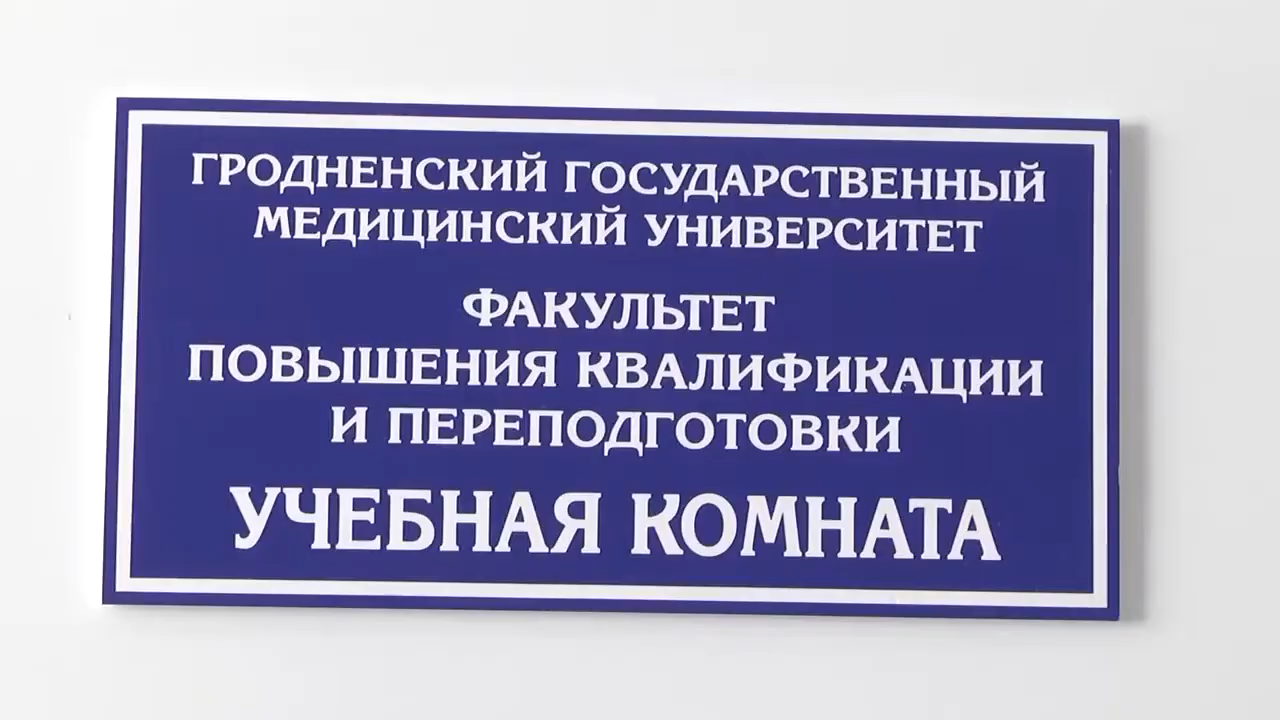 ГРОДНЕНСКИЙ ГОСУДАРСТВЕННЫЙ
МЕДИЦИНСКИЙ УНИВЕРСИТЕТ
ФАКУЛЬТЕТ
ПОВЫШЕНИЯ КВАЛИФИКАЦИИ
И ПЕРЕПОДГОТОВКИ
УЧЕБНАЯ КОМНАТА